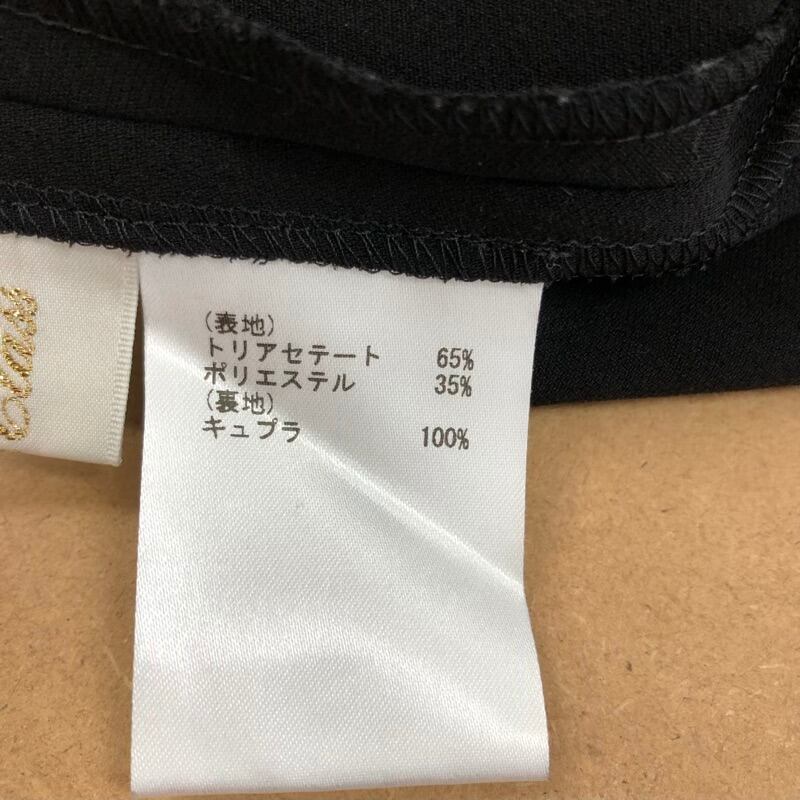 (表地)
トリアセテート 65%
ポリエステル 35%
(裏地)
キュプラ 100%